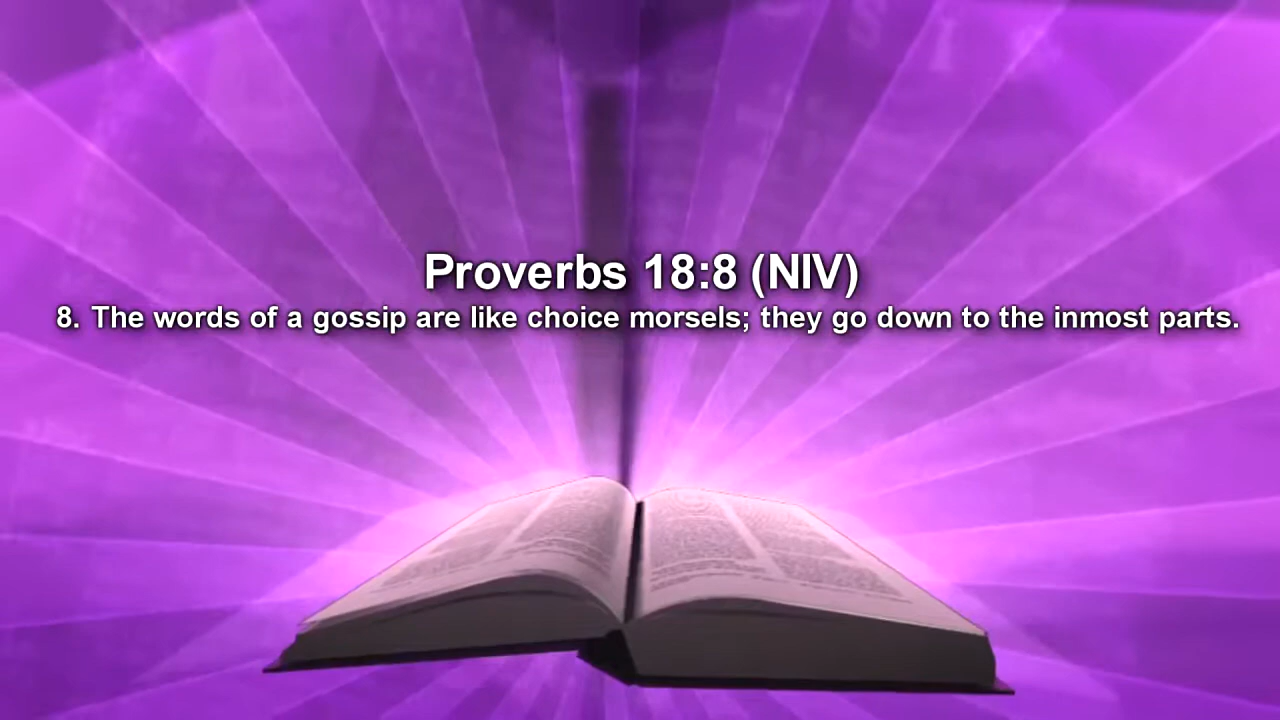 Proverbs 18:8 (NIV)
8. The words of a gossip are like choice morsels; they go down to the inmost parts.